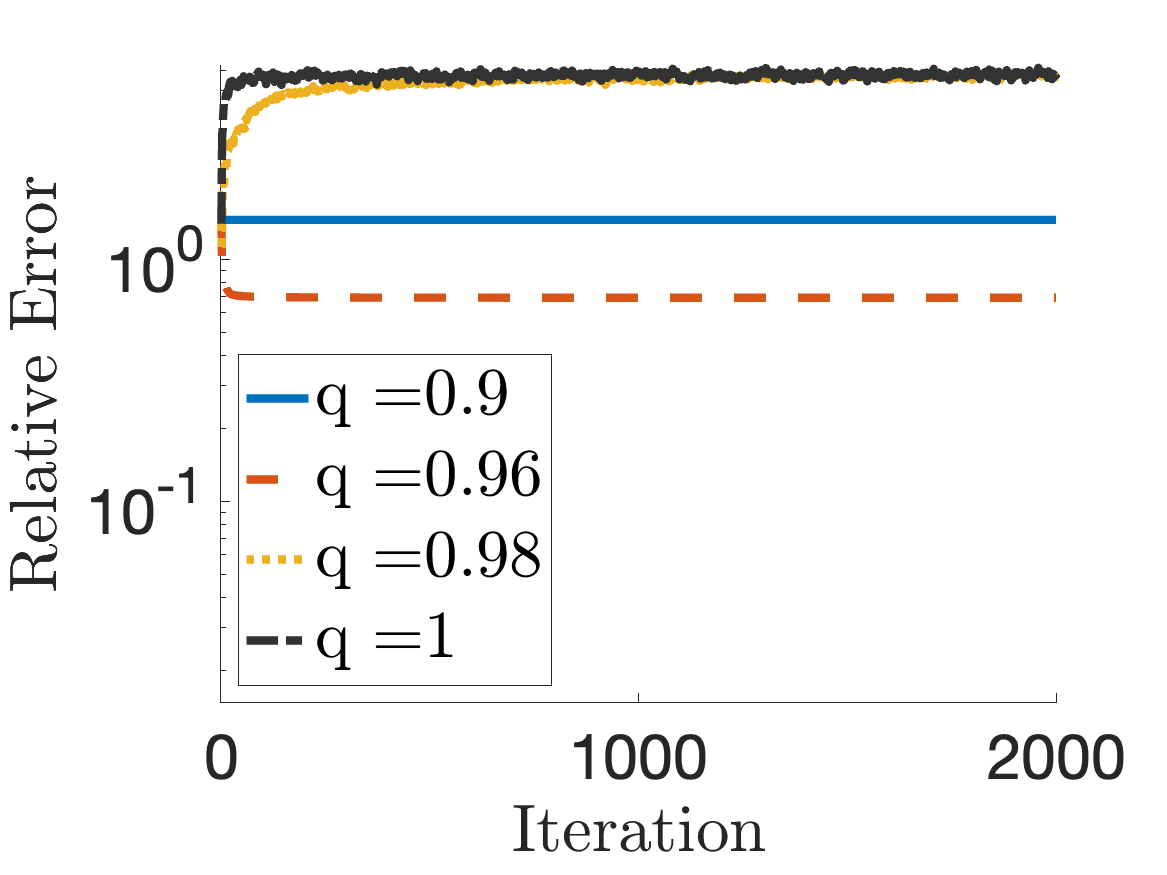 Relative Error
10^0
10^-1
q =0.9
q =0.96
q =0.98
q =1
0 1000 2000
Iteration